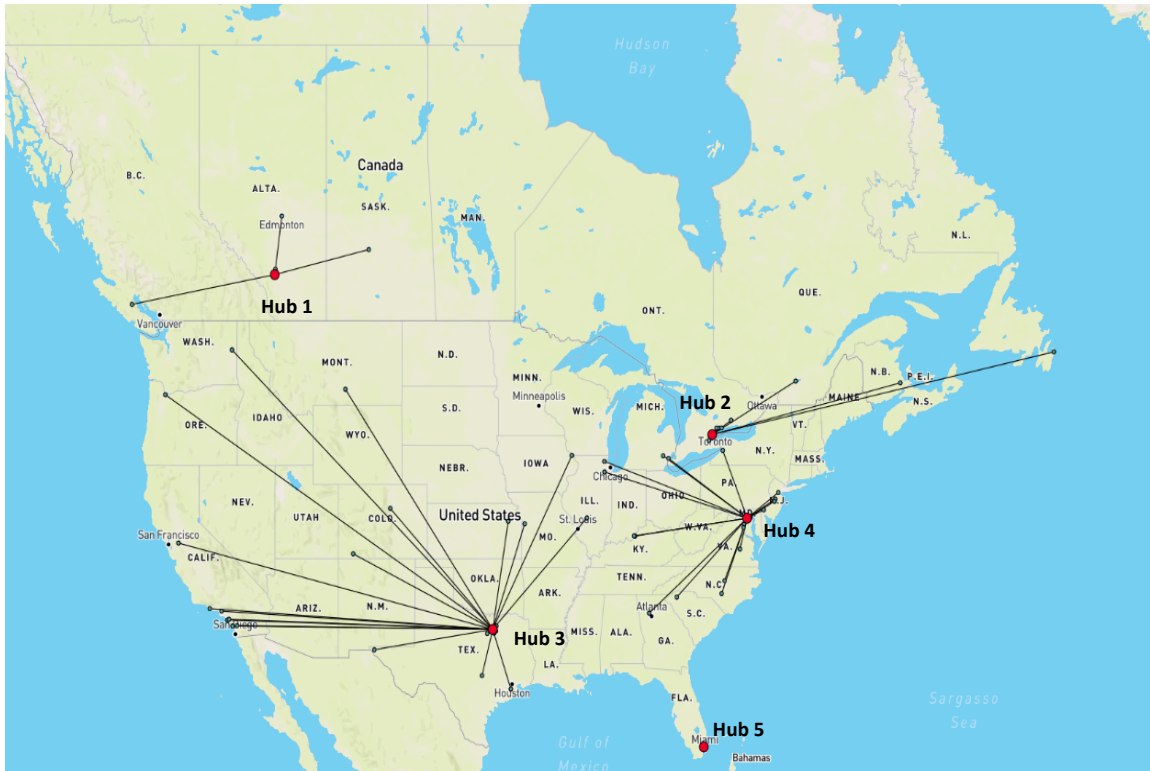 Hudson
Bay
Canada
B.C.
ALTA.
SASK.
MAN.
Edmonton
N.L.
QUE.
ONT.
Hub 1
Vancouver
WASH.
MONT.
N.D.
MINN.
Minneapolis
WIS.
MICH.
Hub 2
Ottawa
MAINE
N.B.
P.E.I.
N.S.
ORE.
IDAHO
WYO.
S.D.
Toronto
VT.
N.Y.
MASS.
NEBR.
IOWA
Chicago
ILL.
IND.
OHIO
PA.
N.J.
NEV.
UTAH
COLO.
United States
St. Louis
MO.
W.VA.
Hub 4
San Francisco
CALIF.
KY.
VA.
OKLA.
ARK.
TENN.
N.C.
ARIZ.
N.M.
Atlanta
S.C.
San Diego
Hub 3
TEX.
MISS.
ALA.
GA.
LA.
Houston
FLA.
Sargasso
Sea
Hub 5
Miami
Gulf of
Mexico
Bahamas